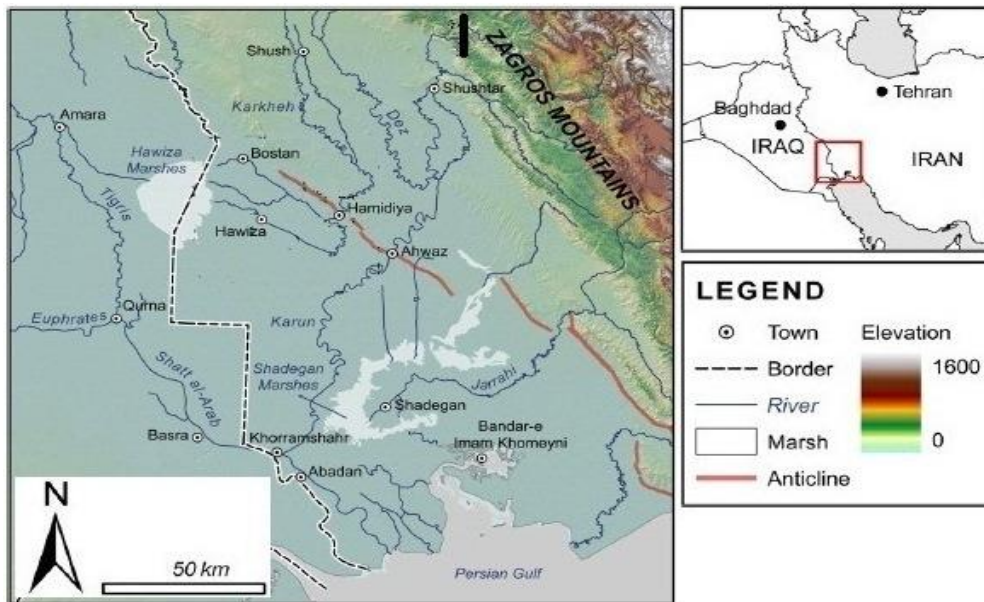 ZAGROS MOUNTAINS
Shush
Karkheh
Dez
Shushtar
Amara
Hawiza
Marshes
Bostan
Tigris
Hamidiya
Hawiza
Ahwaz
Qurna
Euphrates
Karun
Shadegan
Marshes
Jarrahi
Shatt al-Arab
Shadegan
Basra
Khorramshahr
Bandar-e
Imam Khomeyni
Abadan
N
50 km
Persian Gulf
Tehran
Baghdad
IRAQ
IRAN
LEGEND
Town
Elevation
Border
1600
River
Marsh
0
Anticline